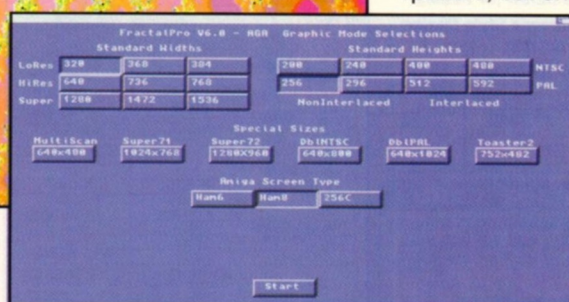 FractalPro V6.0 - AGA Graphic Mode Selections
Standard Widths Standard Heights
LoRes 320 368 384 200 240 400 480 NTSC
HiRes 640 736 768 256 296 512 592 PAL
Super 1280 1472 1536 NonInterlaced Interlaced
Special Sizes
MultiScan Super71 Super72 DblNTSC DblPAL Toaster2
640x480 1024x768 1280X960 640x800 640x1024 752x482
Amiga Screen Type
Ham6 Ham8 256C
Start